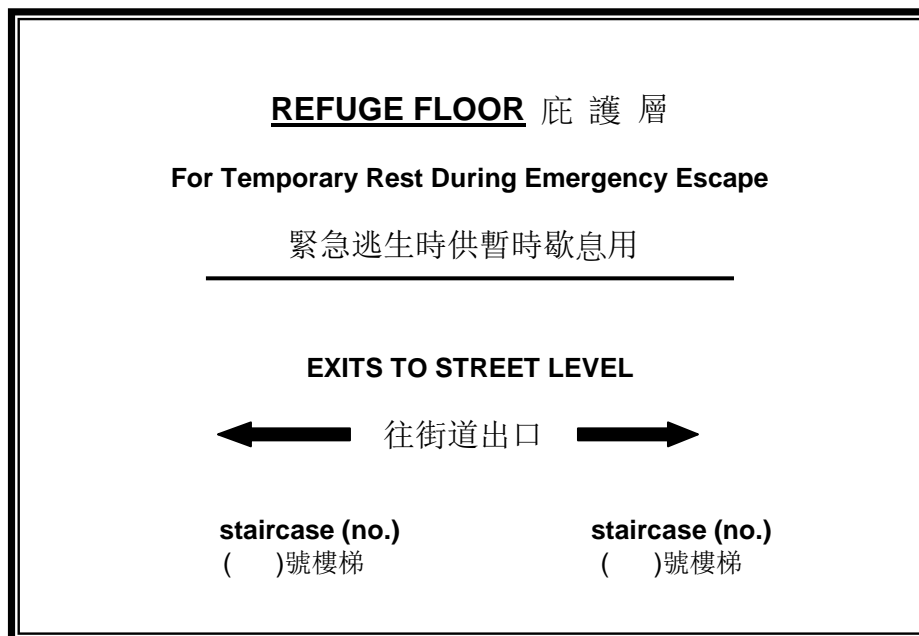 REFUGE FLOOR 庇護層
For Temporary Rest During Emergency Escape
緊急逃生時供暫時歇息用
EXITS TO STREET LEVEL
往街道出口
staircase (no.) staircase (no.)
(    )號樓梯 (    )號樓梯